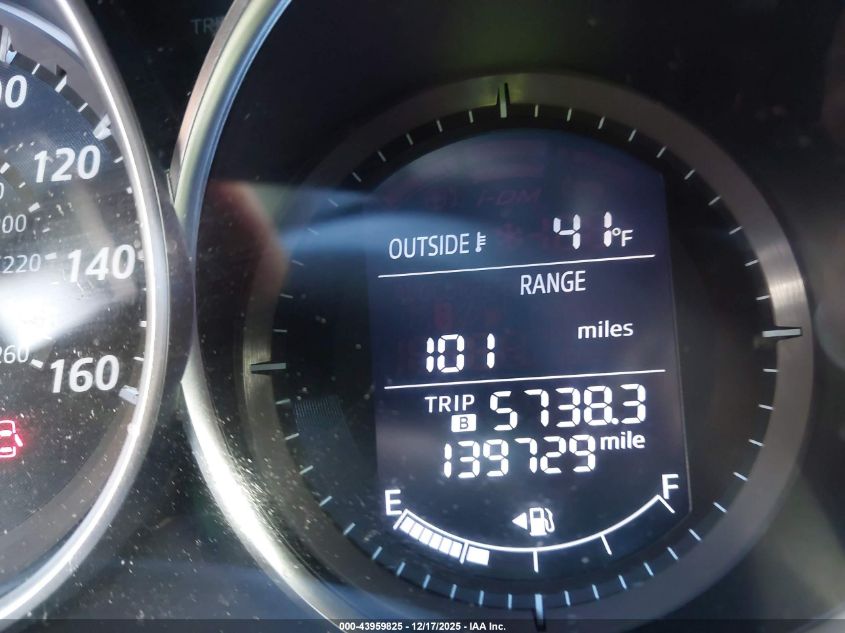 120
140
160
200
220
260
OUTSIDE 41°F
RANGE
101 miles
TRIP B 5738.3
139729 mile
E F
000-43959825 - 12/17/2025 - IAA Inc.